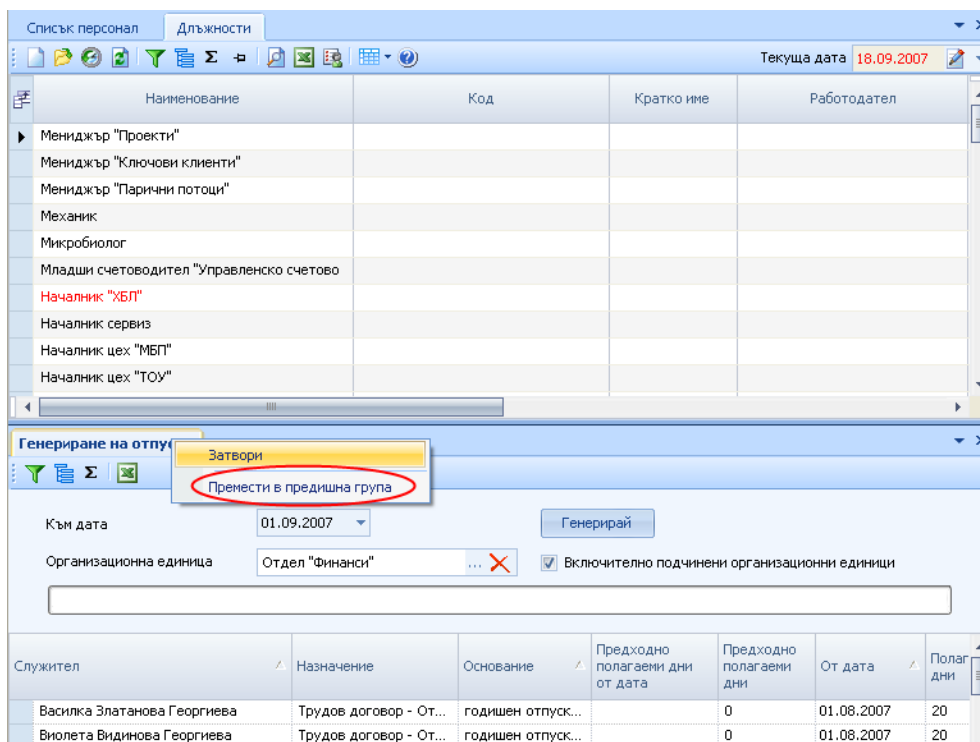 Списък персонал Длъжности
Σ Текуща дата 18.09.2007
Наименование Код Кратко име Работодател
Мениджър "Проекти"
Мениджър "Ключови клиенти"
Мениджър "Парични потоци"
Механик
Микробиолог
Младши счетоводител "Управленско счетово
Началник "ХБЛ"
Началник сервиз
Началник цех "МБП"
Началник цех "ТОУ"
Генериране на отпус
Затвори
Σ
Премести в предишна група
Към дата 01.09.2007 Генерирай
Организационна единица Отдел "Финанси" ... Включително подчинени организационни единици
Служител Назначение Основание Предходно полагаеми дни от дата Предходно полагаеми дни От дата Полаг дни
Василка Златанова Георгиева Трудов договор - От... годишен отпуск... 0 01.08.2007 20
Виолета Видинова Георгиева Трудов договор - От... годишен отпуск... 0 01.08.2007 20